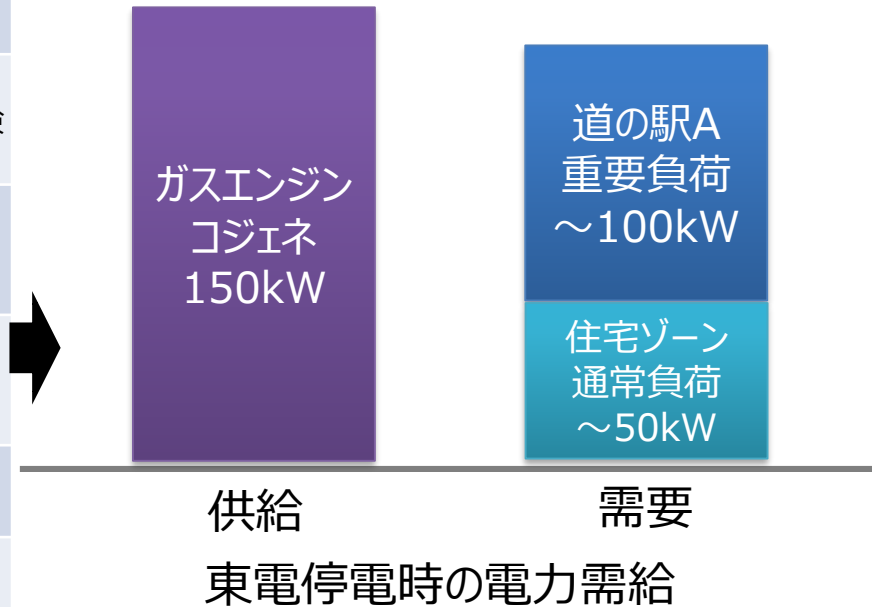 ガスエンジン
コジェネ
150kW
道の駅A
重要負荷
～100kW
住宅ゾーン
通常負荷
～50kW
供給
需要
東電停電時の電力需給